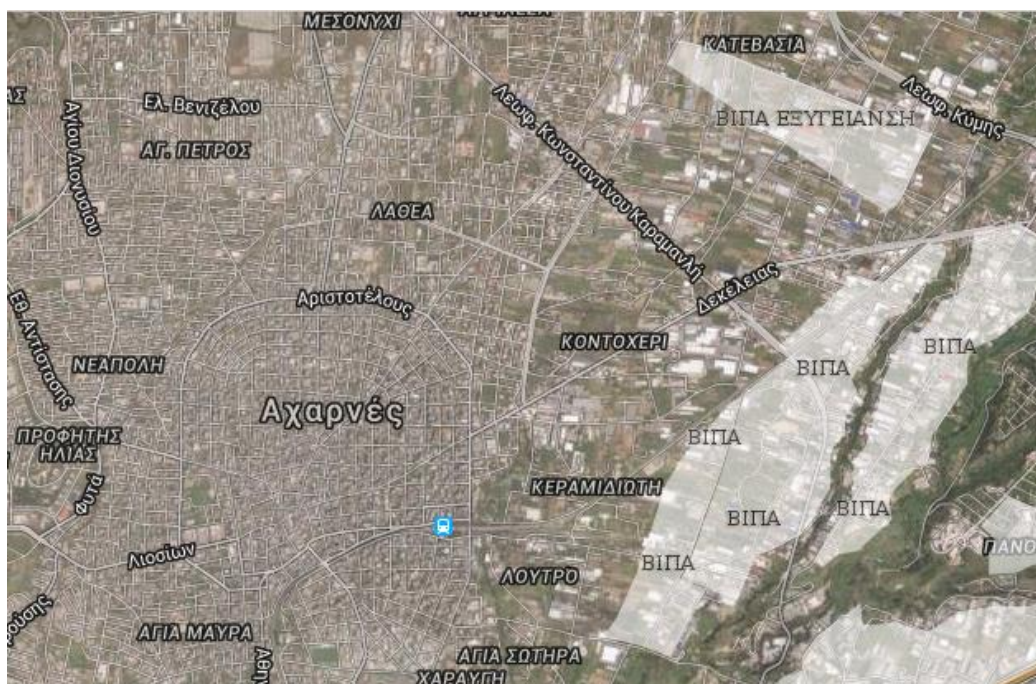 ΜΕΣΟΝΥΧΙ
ΚΑΤΕΒΑΣΙΑ
Λεωφ. Κύμης
Ελ. Βενιζέλου
Αγίου Διονυσίου
ΑΓ. ΠΕΤΡΟΣ
ΒΙΠΑ ΕΞΥΓΕΙΑΝΣΗ
Λεωφ. Κωνσταντίνου Καραμανλή
ΛΑΘΕΑ
Αριστοτέλους
Δεκέλειας
Εθ. Αντίστασης
ΚΟΝΤΟΧΕΡΙ
ΒΙΠΑ
ΝΕΑΠΟΛΗ
ΒΙΠΑ
Αχαρνές
ΠΡΟΦΗΤΗΣ
ΗΛΙΑΣ
ΒΙΠΑ
Φυτά
ΚΕΡΑΜΙΔΙΩΤΗ
ΒΙΠΑ
ΒΙΠΑ
Λιοσίων
ΒΙΠΑ
ΠΑΝΟ
ΛΟΥΤΡΟ
ΑΓΙΑ ΜΑΥΡΑ
ΑΓΙΑ ΣΩΤΗΡΑ
ΧΑΡΑΥΓΗ